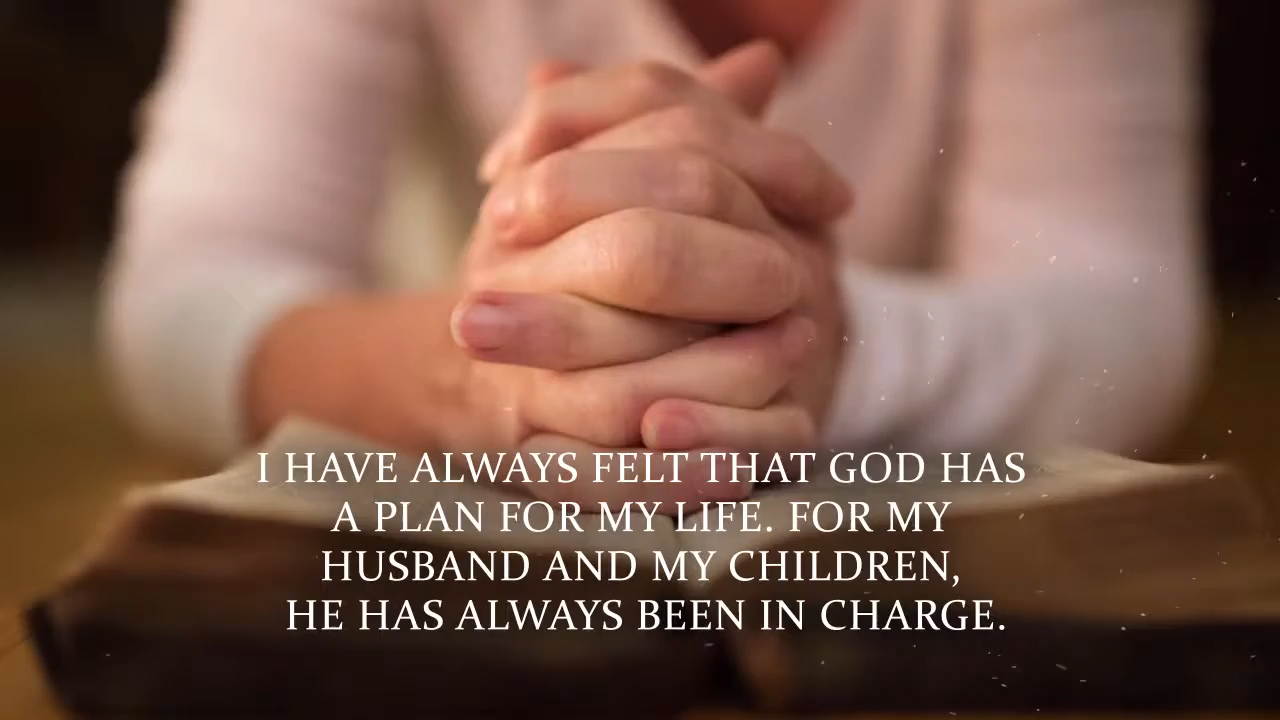 I HAVE ALWAYS FELT THAT GOD HAS
A PLAN FOR MY LIFE. FOR MY
HUSBAND AND MY CHILDREN,
HE HAS ALWAYS BEEN IN CHARGE.